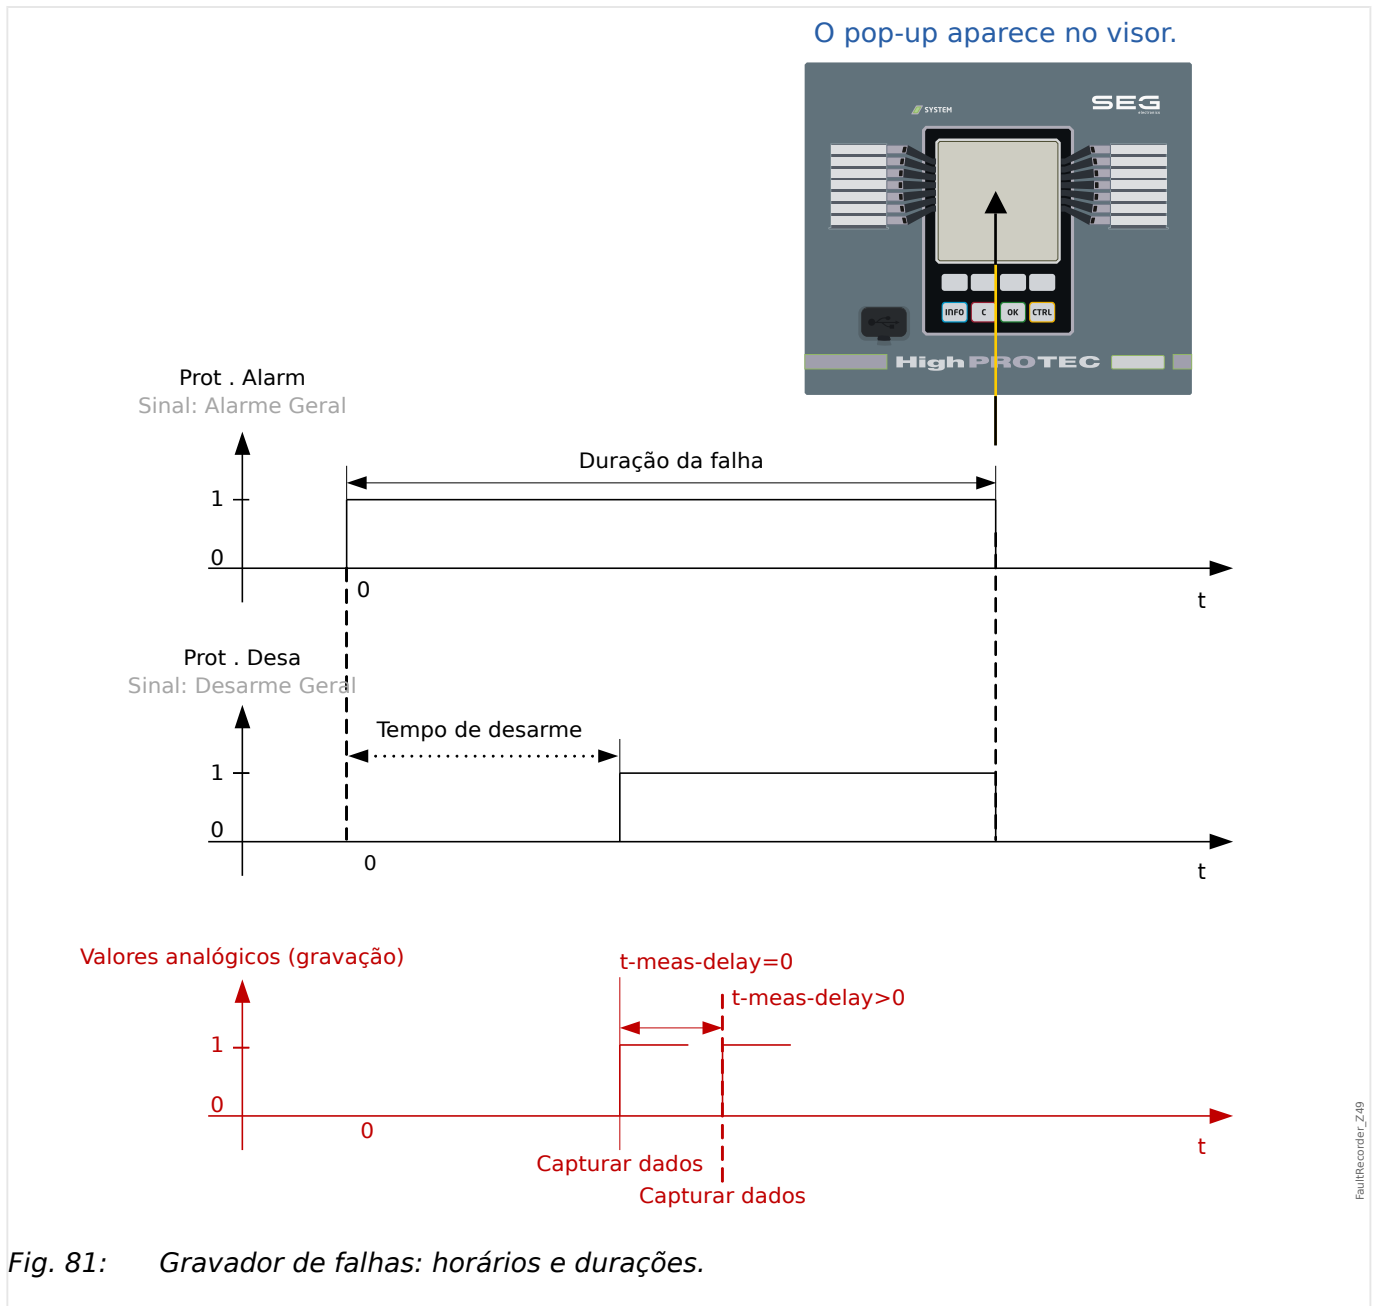 O pop-up aparece no visor.
SYSTEM
SEG
electronics
INFO
C
OK
CTRL
HighPROTEC
Prot . Alarm
Sinal: Alarme Geral
Duração da falha
1
0
0
t
Prot . Desa
Sinal: Desarme Geral
Tempo de desarme
1
0
0
t
Valores analógicos (gravação)
t-meas-delay=0
t-meas-delay>0
1
0
0
t
Capturar dados
Capturar dados
FaultRecorder_Z49
Fig. 81: Gravador de falhas: horários e durações.